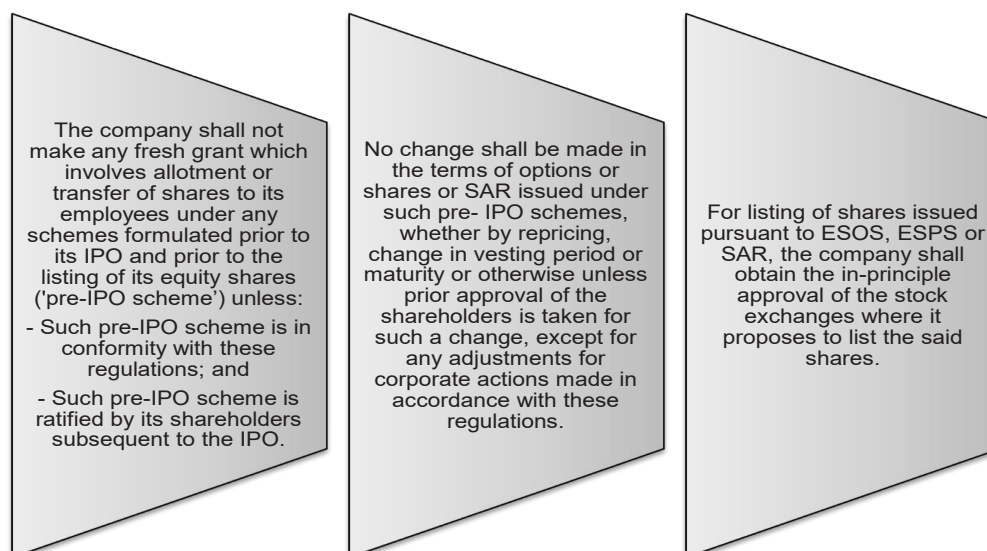 The company shall not
make any fresh grant which
involves allotment or
transfer of shares to its
employees under any
schemes formulated prior to
its IPO and prior to the
listing of its equity shares
('pre-IPO scheme’) unless:
- Such pre-IPO scheme is in
conformity with these
regulations; and
- Such pre-IPO scheme is
ratified by its shareholders
subsequent to the IPO.
No change shall be made in
the terms of options or
shares or SAR issued under
such pre- IPO schemes,
whether by repricing,
change in vesting period or
maturity or otherwise unless
prior approval of the
shareholders is taken for
such a change, except for
any adjustments for
corporate actions made in
accordance with these
regulations.
For listing of shares issued
pursuant to ESOS, ESPS or
SAR, the company shall
obtain the in-principle
approval of the stock
exchanges where it
proposes to list the said
shares.